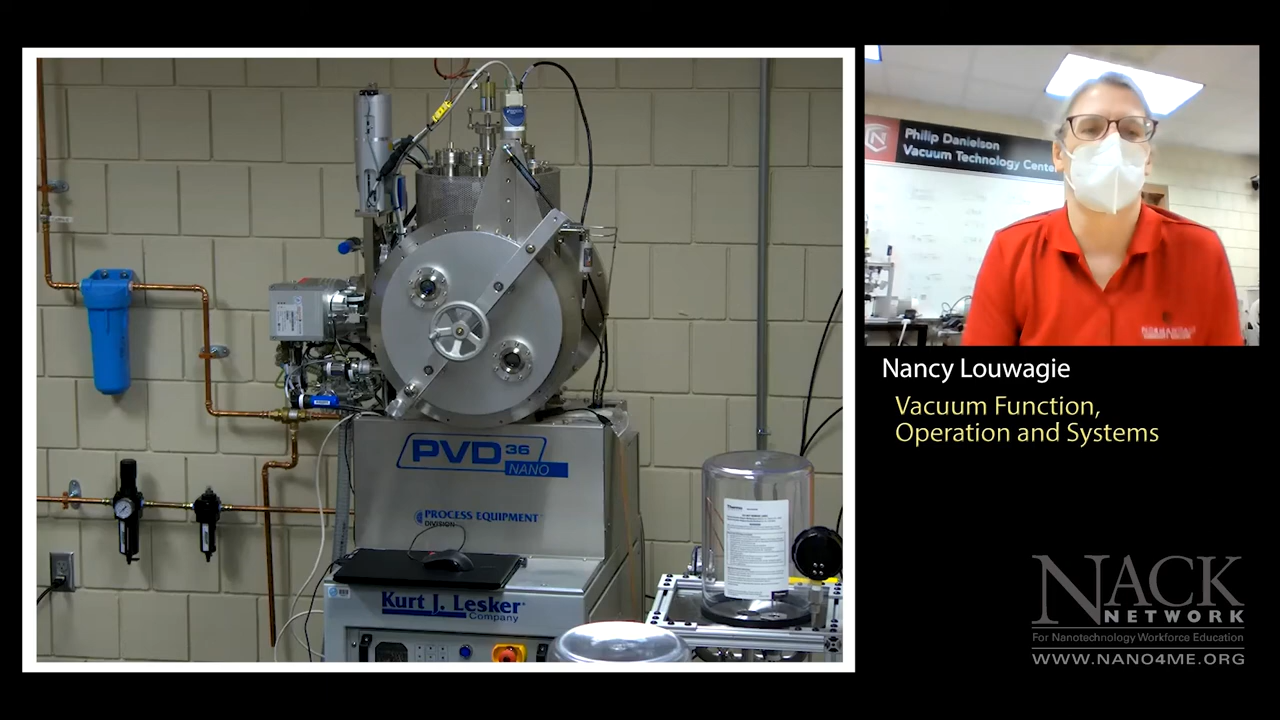 PVD 36
NANO
PROCESS EQUIPMENT
DIVISION
Kurt J. Lesker
Company
Thermo
Philip Danielson
Vacuum Technology Center
N
Nancy Louwagie
Vacuum Function,
Operation and Systems
NACK
NETWORK
For Nanotechnology Workforce Education
WWW.NANO4ME.ORG